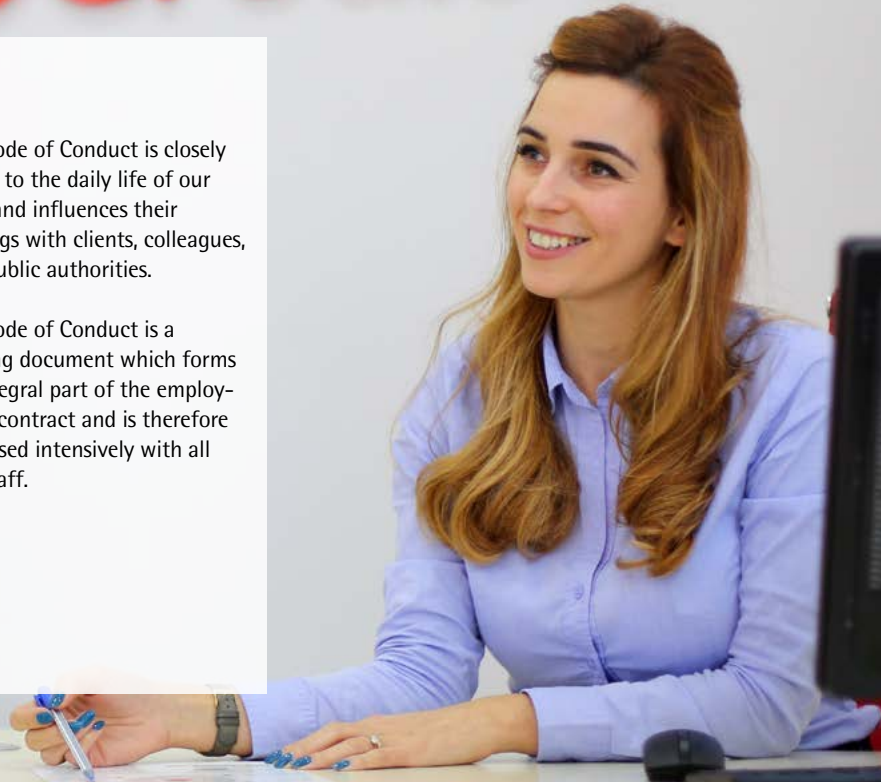 ode of Conduct is closely
to the daily life of our
and influences their
gs with clients, colleagues,
ublic authorities.
ode of Conduct is a
g document which forms
tegral part of the employ-
contract and is therefore
sed intensively with all
aff.